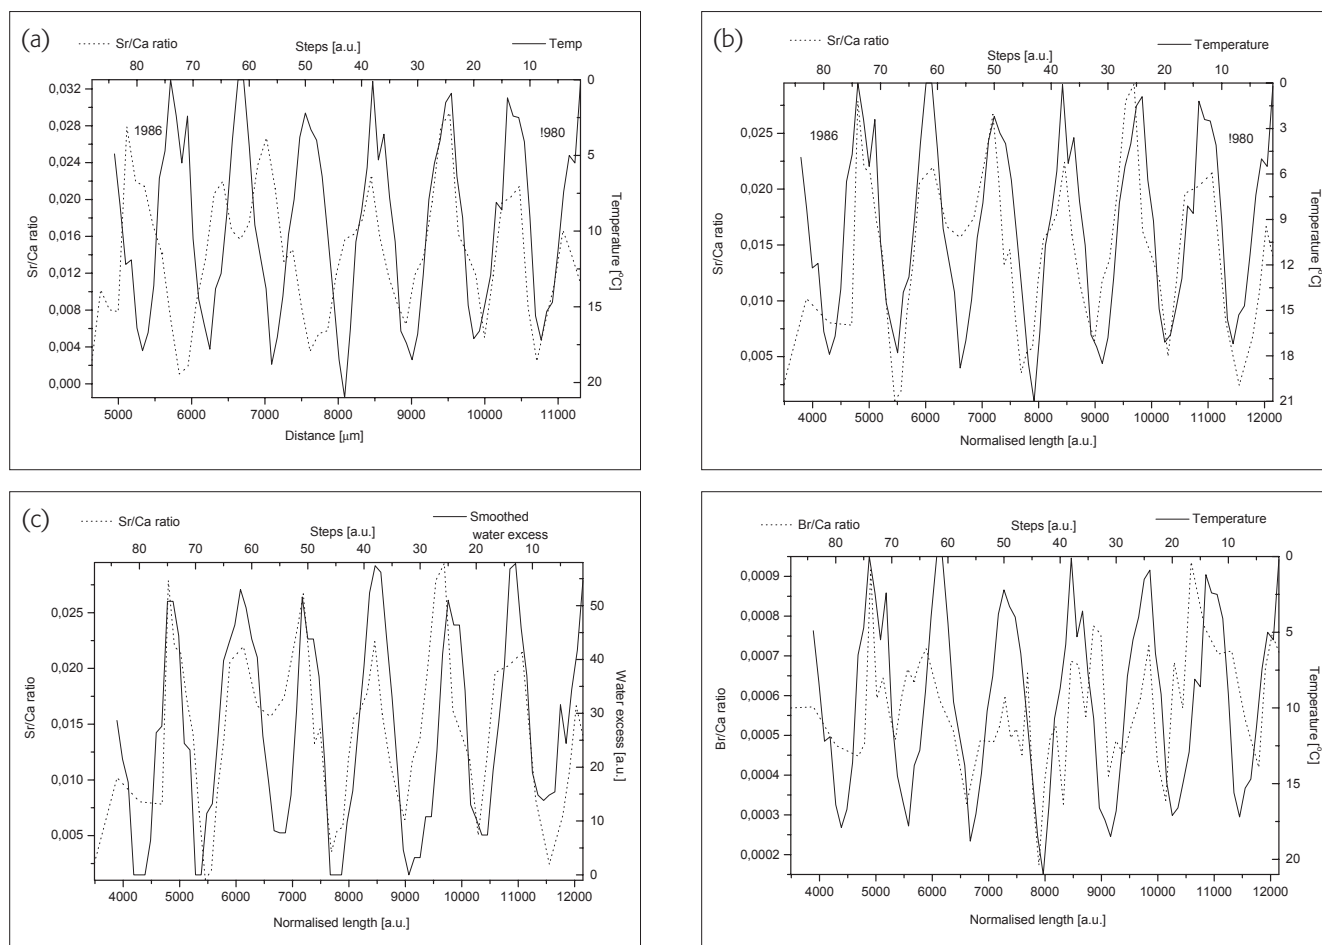 (a)
Sr/Ca ratio
Steps [a.u.]
Temp
80 70 60 50 40 30 20 10
0,032
0,028
0,024
0,020
0,016
0,012
0,008
0,004
0,000
Sr/Ca ratio
1986
!980
0
5
10
15
20
Temperature [°C]
5000 6000 7000 8000 9000 10000 11000
Distance [μm]
(b)
Sr/Ca ratio
Temperature
Steps [a.u.]
80 70 60 50 40 30 20 10
0,025
0,020
0,015
0,010
0,005
Sr/Ca ratio
1986
!980
0
3
6
9
12
15
18
21
Temperature [°C]
4000 5000 6000 7000 8000 9000 10000 11000 12000
Normalised length [a.u.]
(c)
Sr/Ca ratio
Steps [a.u.]
Smoothed
water excess
80 70 60 50 40 30 20 10
0,025
0,020
0,015
0,010
0,005
Sr/Ca ratio
50
40
30
20
10
0
Water excess [a.u.]
4000 5000 6000 7000 8000 9000 10000 11000 12000
Normalised length [a.u.]
Br/Ca ratio
Steps [a.u.]
Temperature
80 70 60 50 40 30 20 10
0,0009
0,0008
0,0007
0,0006
0,0005
0,0004
0,0003
0,0002
Br/Ca ratio
0
5
10
15
20
Temperature [°C]
4000 5000 6000 7000 8000 9000 10000 11000 12000
Normalised length [a.u.]